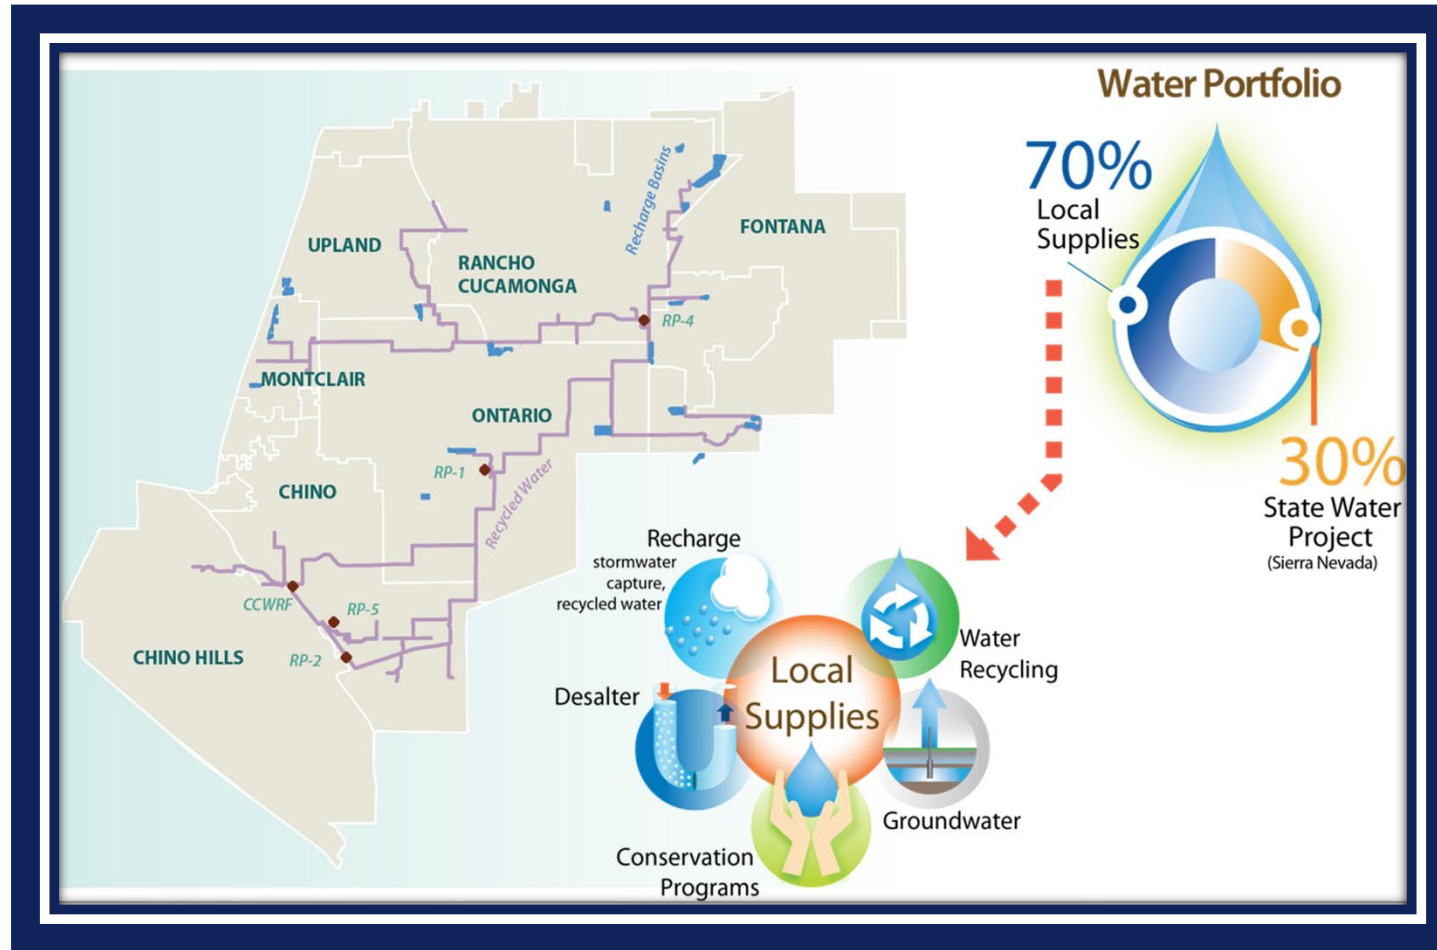 Water Portfolio
70%
Local
Supplies
30%
State Water
Project
(Sierra Nevada)
UPLAND
RANCHO
CUCAMONGA
Recharge Basins
FONTANA
RP-4
MONTCLAIR
ONTARIO
RP-1
Recycled Water
CHINO
CCWRF
RP-5
RP-2
CHINO HILLS
Recharge
stormwater
capture,
recycled water
Water
Recycling
Desalter
Local
Supplies
Groundwater
Conservation
Programs